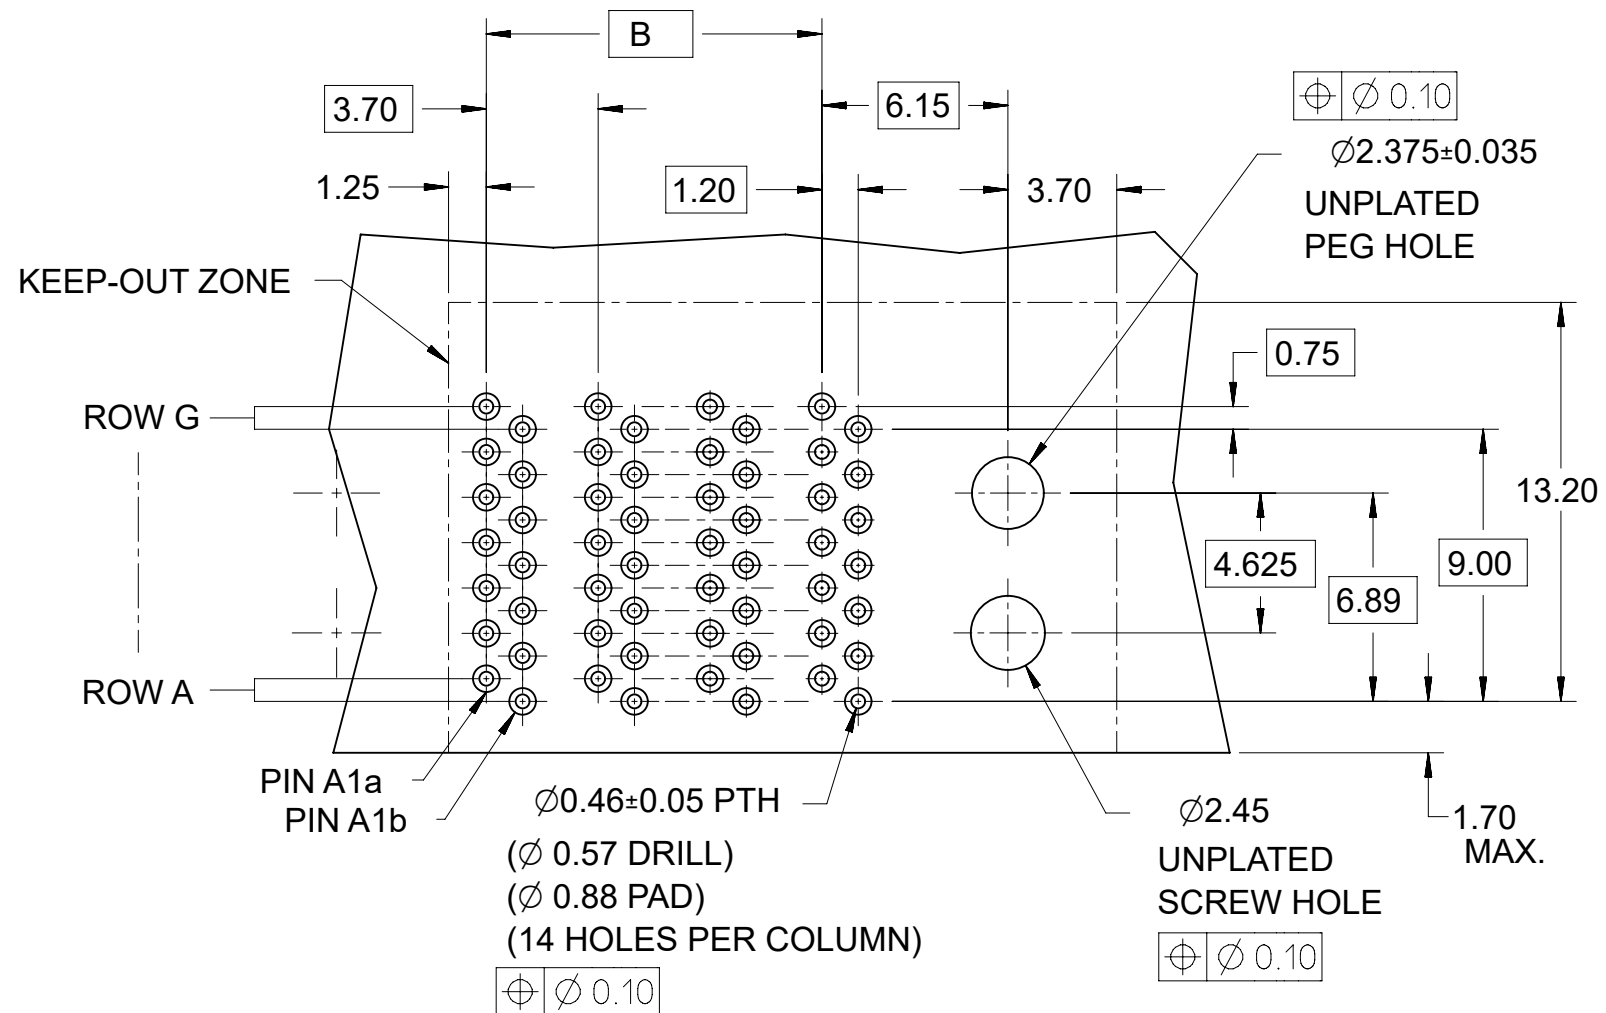 B
3.70
6.15
⌖ ∅ 0.10
1.25
1.20
3.70
∅2.375±0.035
UNPLATED
PEG HOLE
KEEP-OUT ZONE
0.75
ROW G
13.20
4.625
9.00
6.89
ROW A
PIN A1a
PIN A1b
∅0.46±0.05 PTH
(∅ 0.57 DRILL)
(∅ 0.88 PAD)
(14 HOLES PER COLUMN)
⌖ ∅ 0.10
∅2.45
UNPLATED
SCREW HOLE
⌖ ∅ 0.10
1.70
MAX.